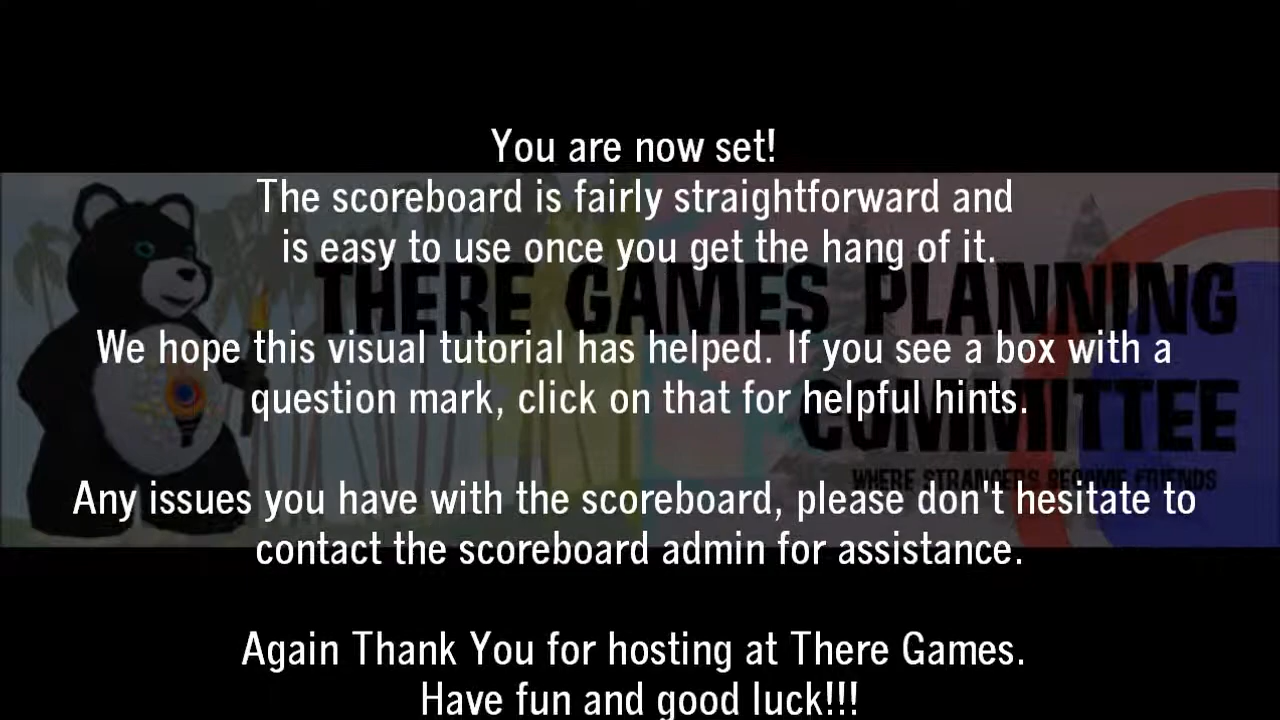 You are now set!
The scoreboard is fairly straightforward and
is easy to use once you get the hang of it.
THERE GAMES PLANNING
We hope this visual tutorial has helped. If you see a box with a
question mark, click on that for helpful hints.
COMMITTEE
WHERE STRANGERS BECOME FRIENDS
Any issues you have with the scoreboard, please don't hesitate to
contact the scoreboard admin for assistance.
Again Thank You for hosting at There Games.
Have fun and good luck!!!